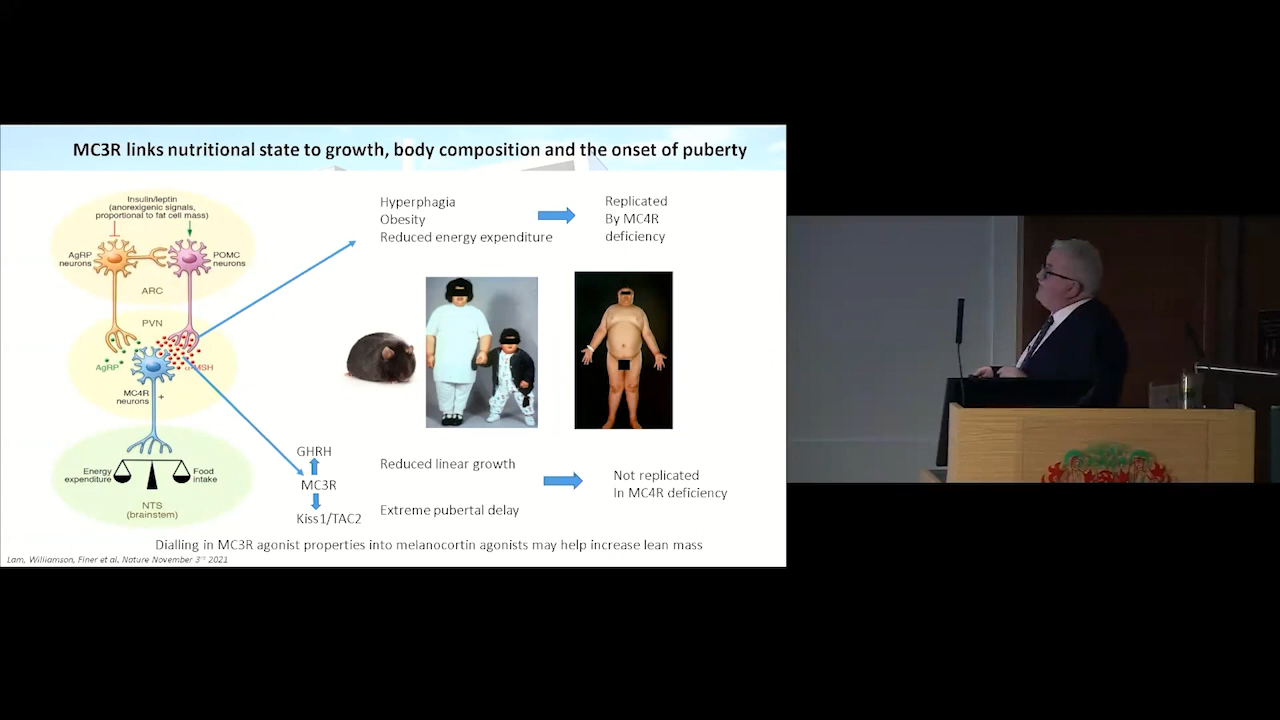 MC3R links nutritional state to growth, body composition and the onset of puberty
Insulin/leptin
(anorexigenic signals,
proportional to fat cell mass)
AgRP
neurons
POMC
neurons
ARC
PVN
AgRP
α-MSH
MC4R
neurons
+
Energy
expenditure
Food
intake
NTS
(brainstem)
Hyperphagia
Obesity
Reduced energy expenditure
Replicated
By MC4R
deficiency
GHRH
MC3R
Kiss1/TAC2
Reduced linear growth
Extreme pubertal delay
Not replicated
In MC4R deficiency
Dialling in MC3R agonist properties into melanocortin agonists may help increase lean mass
Lam, Williamson, Finer et al. Nature November 3rd 2021